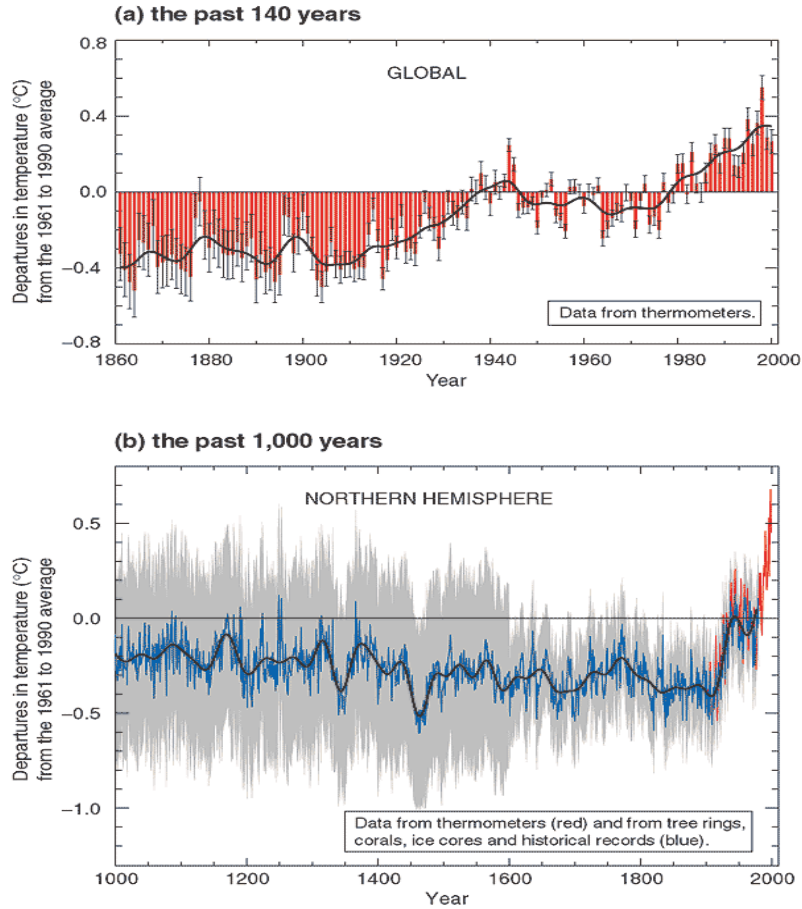 (a) the past 140 years
GLOBAL
Departures in temperature (°C)
from the 1961 to 1990 average
0.8
0.4
0.0
−0.4
−0.8
Data from thermometers.
1860 1880 1900 1920 1940 1960 1980 2000
Year
(b) the past 1,000 years
NORTHERN HEMISPHERE
Departures in temperature (°C)
from the 1961 to 1990 average
0.5
0.0
−0.5
−1.0
Data from thermometers (red) and from tree rings,
corals, ice cores and historical records (blue).
1000 1200 1400 1600 1800 2000
Year